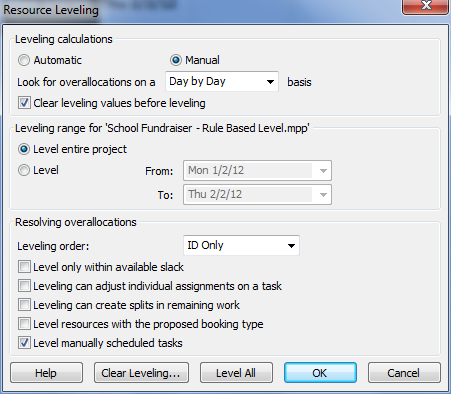 Resource Leveling
Leveling calculations
Automatic Manual
Look for overallocations on a Day by Day basis
Clear leveling values before leveling
Leveling range for 'School Fundraiser - Rule Based Level.mpp'
Level entire project
Level From: Mon 1/2/12
To: Thu 2/2/12
Resolving overallocations
Leveling order: ID Only
Level only within available slack
Leveling can adjust individual assignments on a task
Leveling can create splits in remaining work
Level resources with the proposed booking type
Level manually scheduled tasks
Help Clear Leveling... Level All OK Cancel